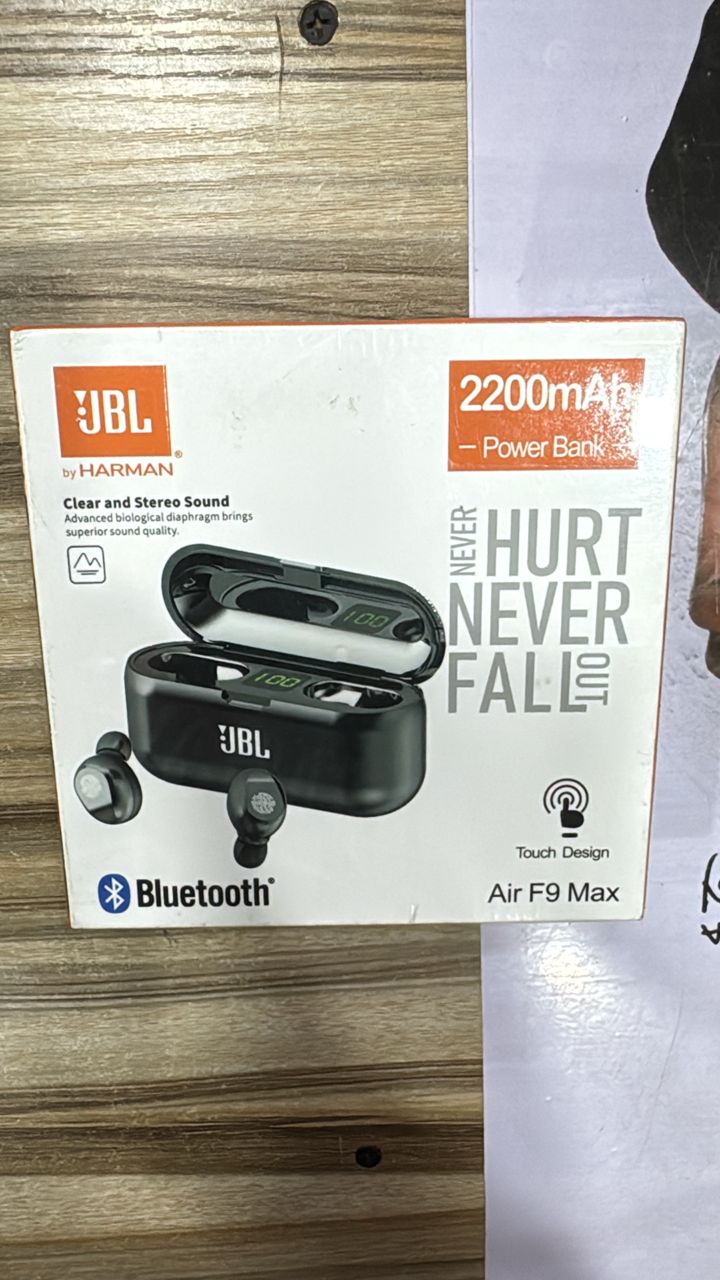 JBL
®
by HARMAN
Clear and Stereo Sound
Advanced biological diaphragm brings
superior sound quality.
2200mAh
– Power Bank –
NEVER
HURT
NEVER
FALL
OUT
100
100
JBL
Touch Design
Bluetooth®
Air F9 Max